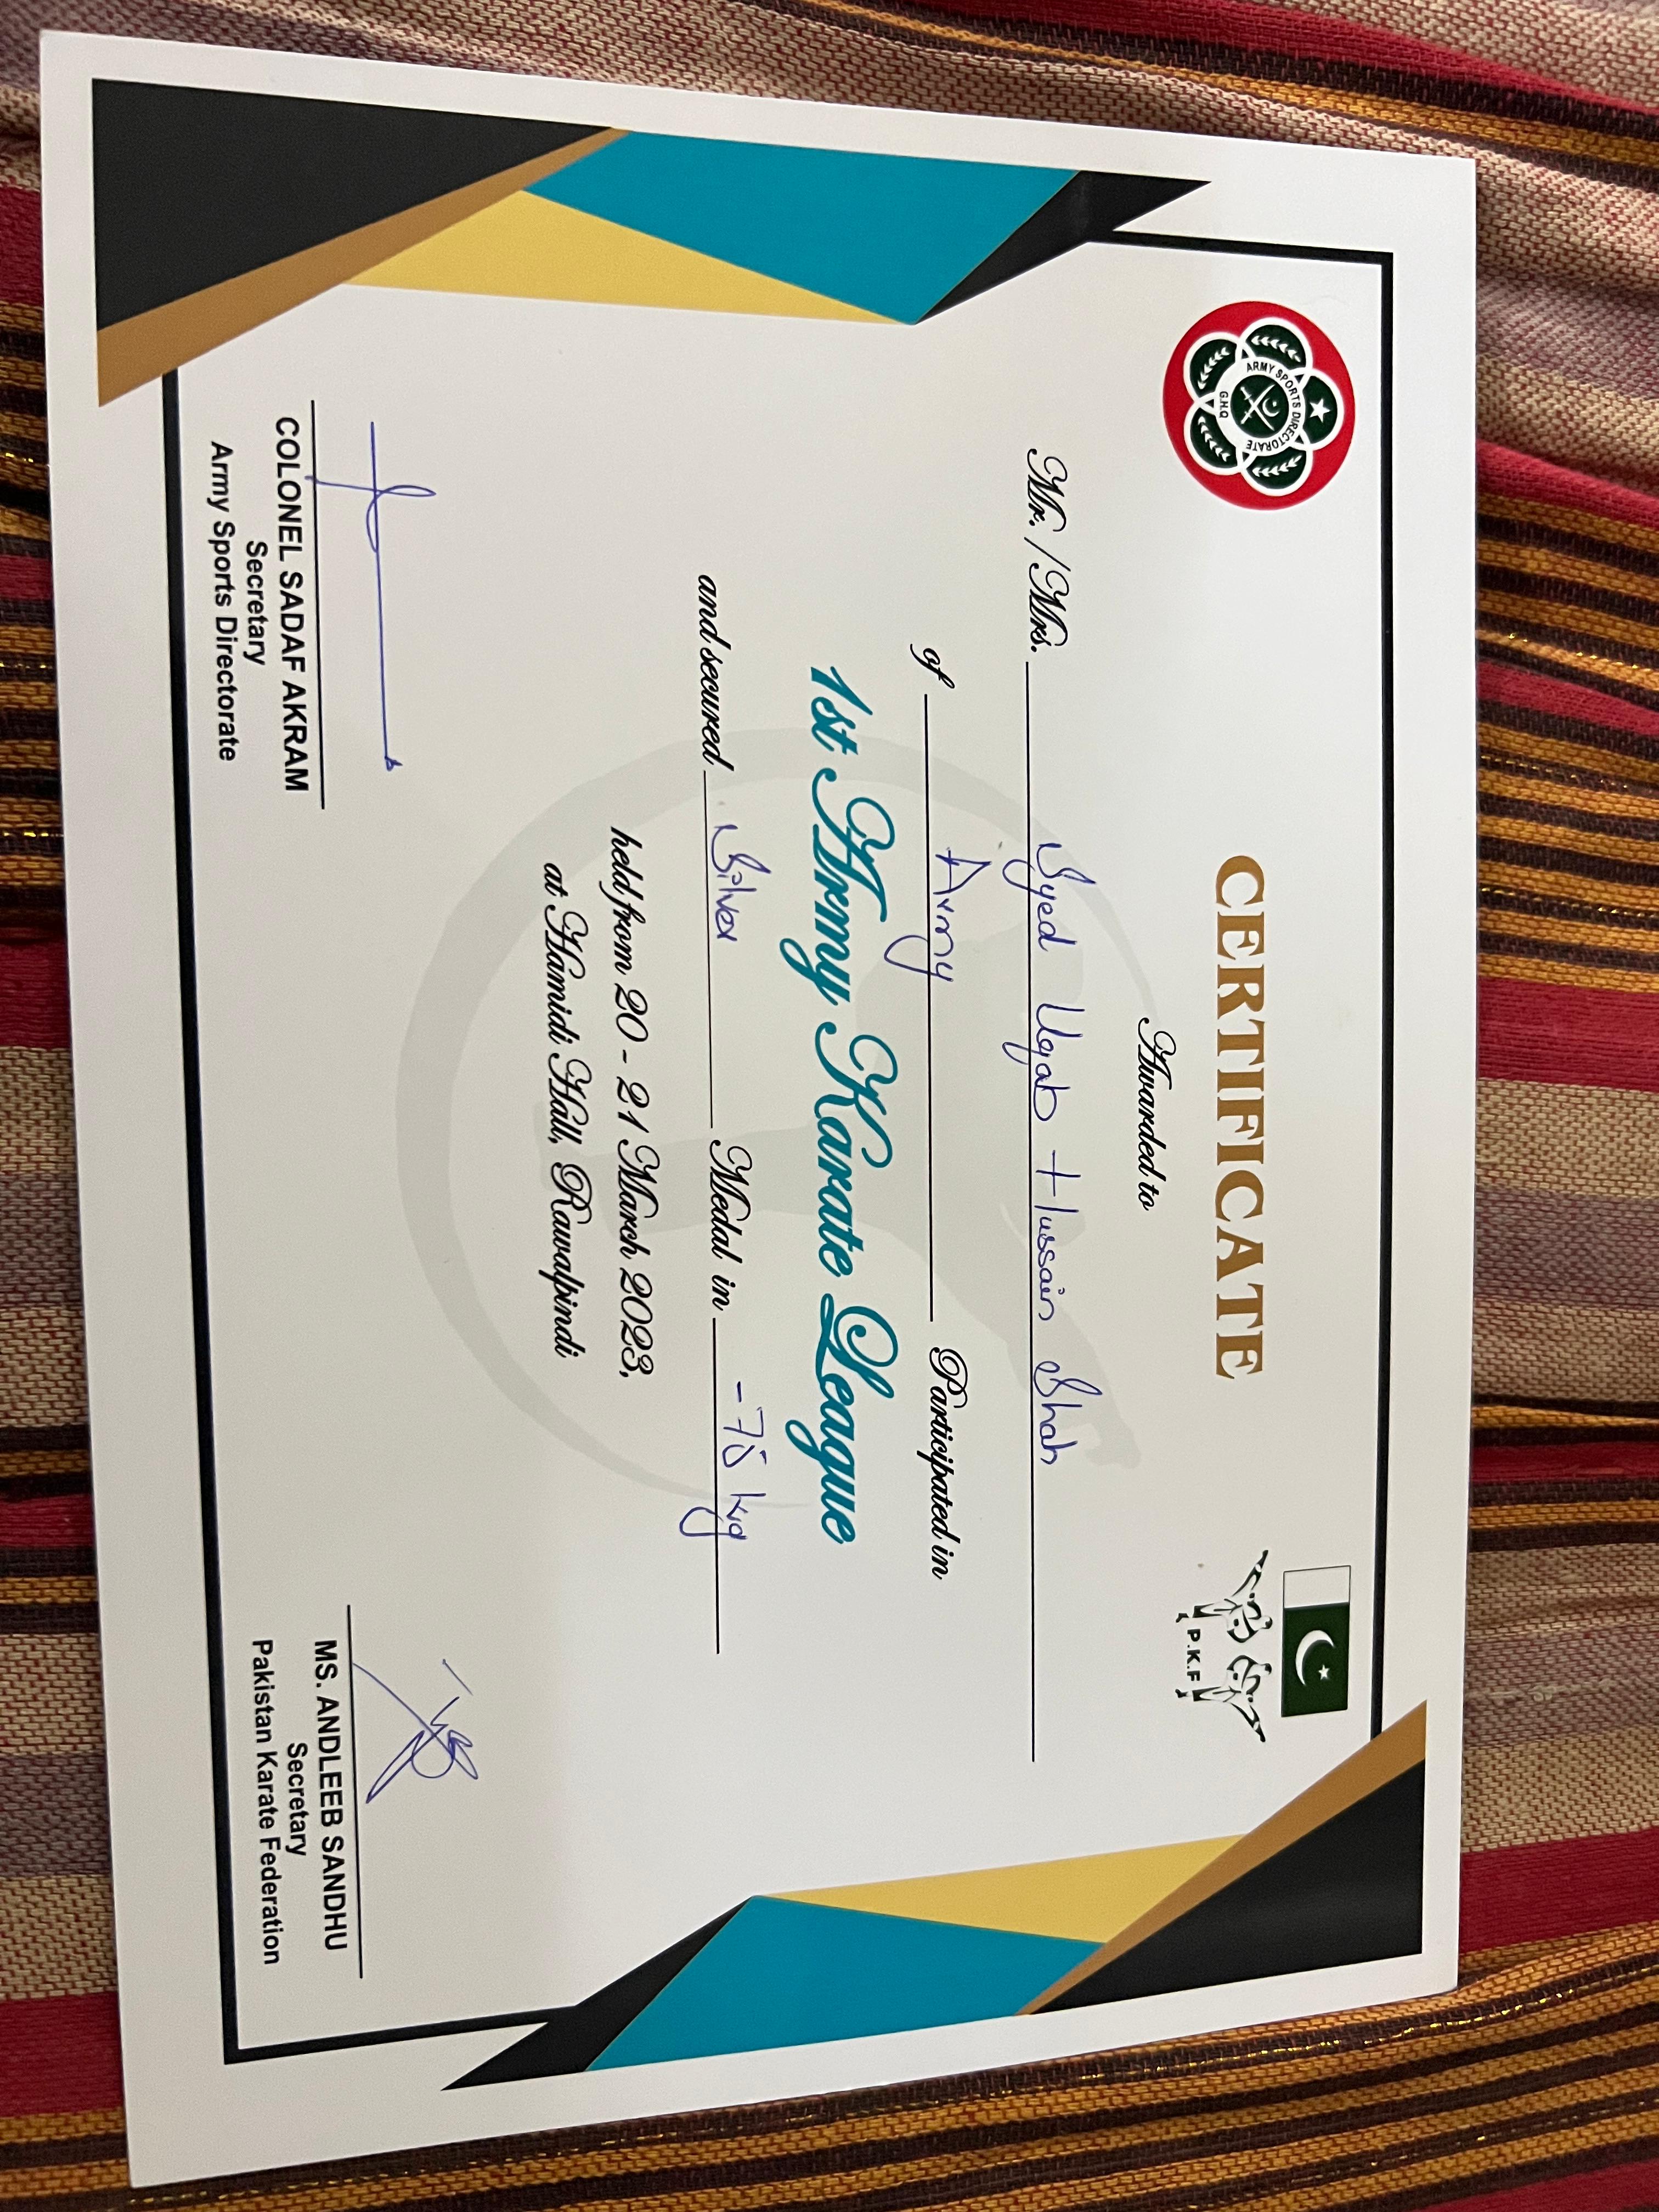 ARMY SPORTS DIRECTORATE
G.H.Q
P.K.F
CERTIFICATE
Awarded to
Mr. / Mrs. Syed Uqab Hussain Shah
of Army Participated in
1st Army Karate League
and secured Silver Medal in kg
held from 20 - 21 March 2023,
at Hamidi Hall, Rawalpindi
COLONEL SADAF AKRAM
Secretary
Army Sports Directorate
MS. ANDLEEB SANDHU
Secretary
Pakistan Karate Federation